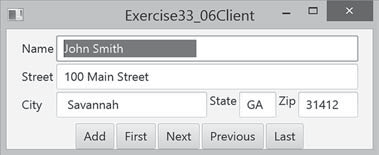 Exercise33_06Client
Name John Smith
Street 100 Main Street
City Savannah State GA Zip 31412
Add First Next Previous Last